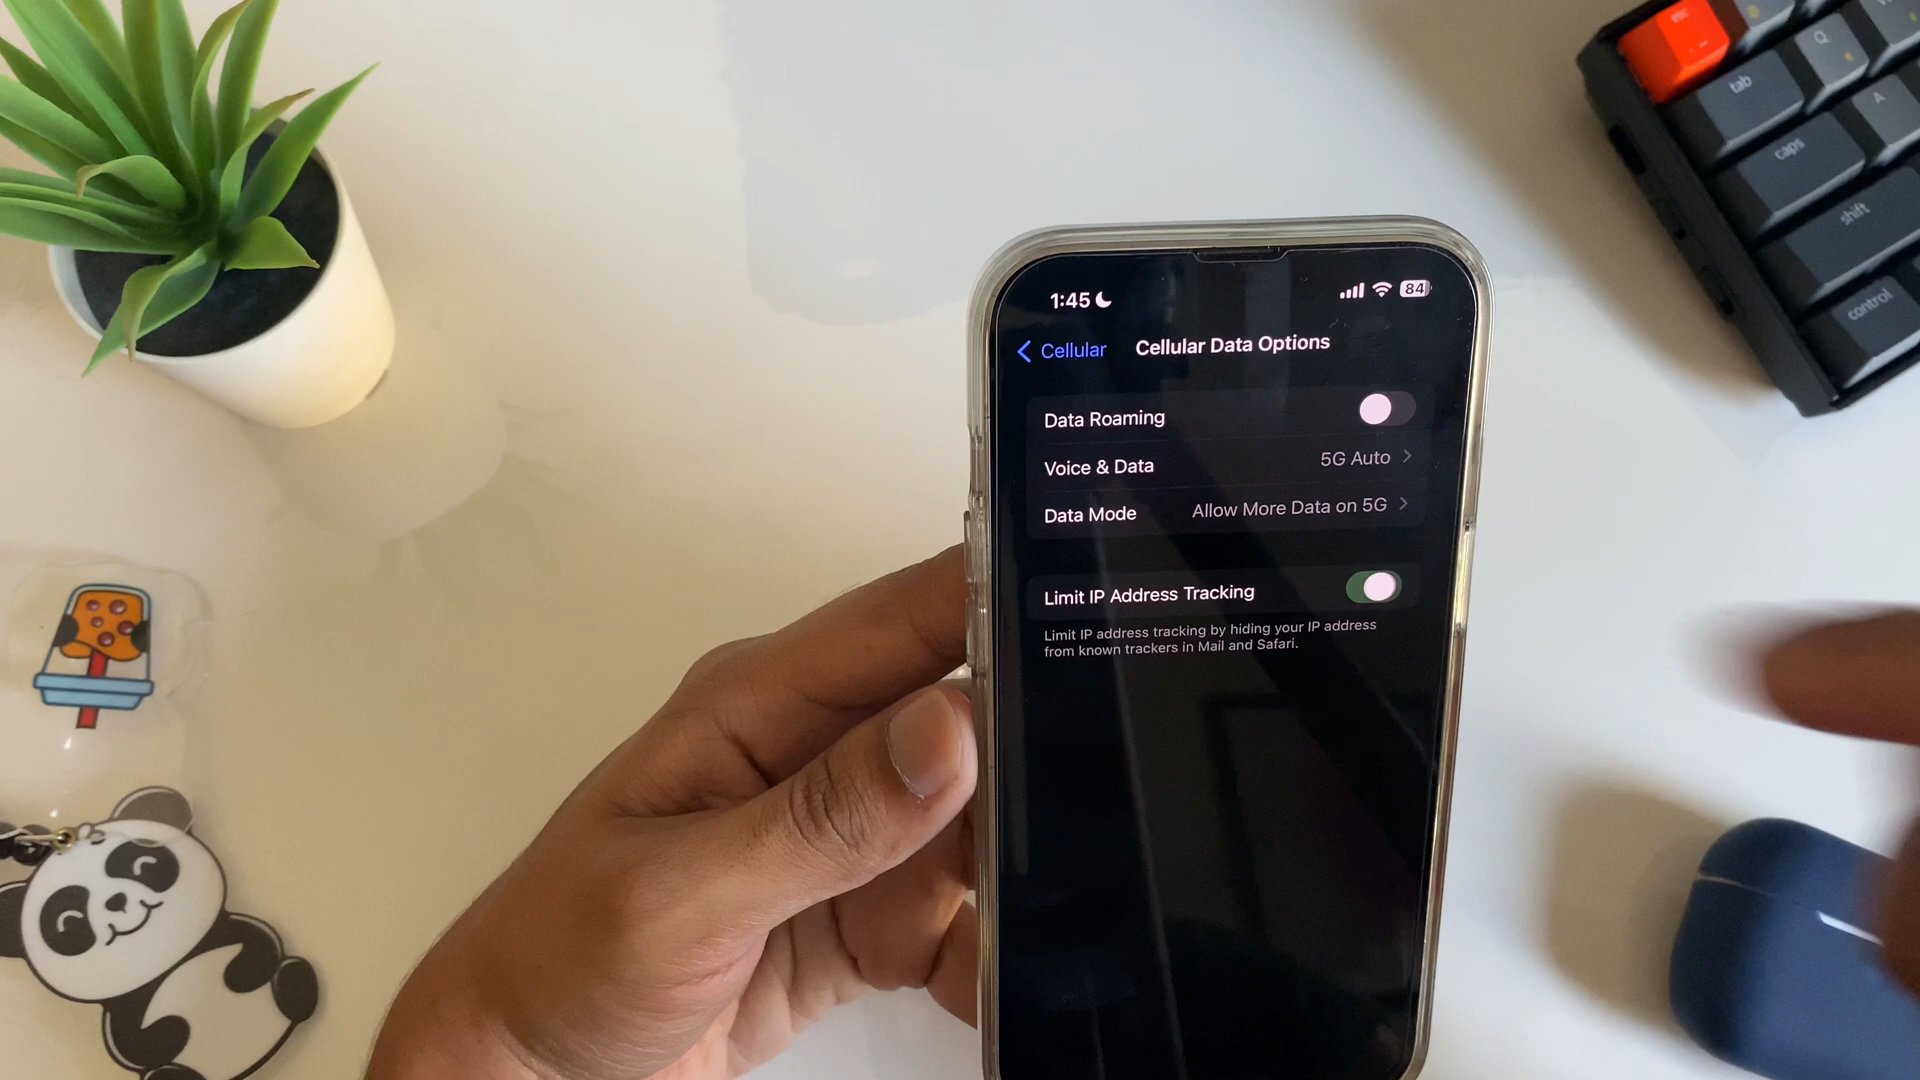 esc
Q
tab
A
caps
shift
control
1:45
84
Cellular
Cellular Data Options
Data Roaming
Voice & Data
5G Auto
Data Mode
Allow More Data on 5G
Limit IP Address Tracking
Limit IP address tracking by hiding your IP address
from known trackers in Mail and Safari.